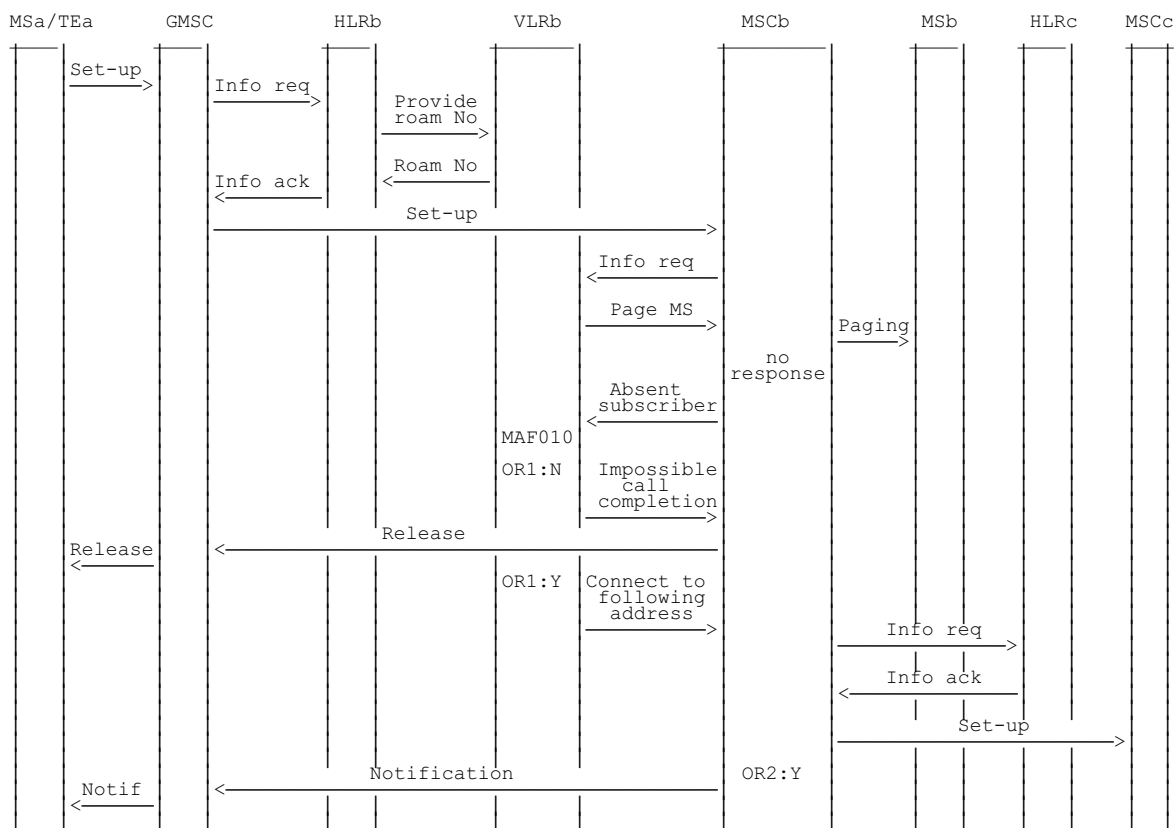 MSa/TEa GMSC HLRb VLRb MSCb MSb HLRc MSCc
Set-up
Info req
Provide
roam No
Roam No
Info ack
Set-up
Info req
Page MS
Paging
no
response
Absent
subscriber
MAF010
OR1:N Impossible
call
completion
Release
Release
OR1:Y Connect to
following
address
Info req
Info ack
Set-up
Notification OR2:Y
Notif